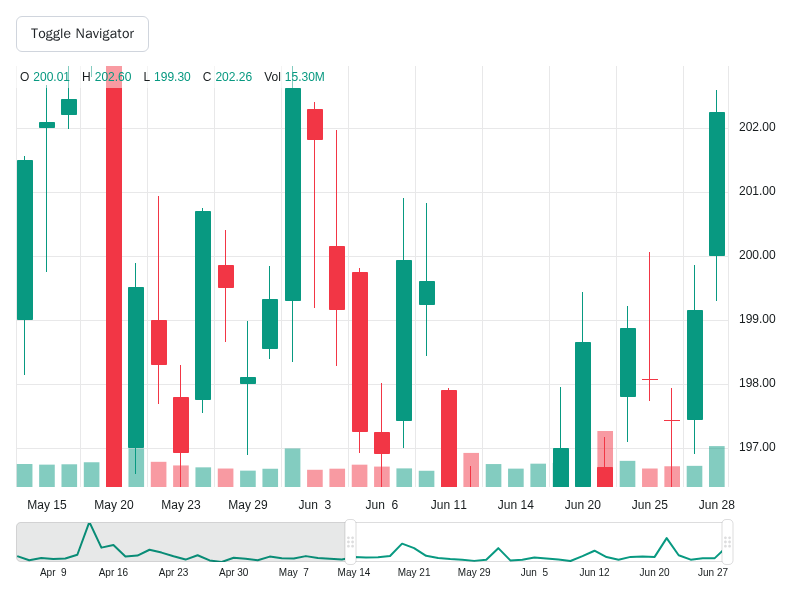 Toggle Navigator
O 200.01 H 202.60 L 199.30 C 202.26 Vol 15.30M
202.00
201.00
200.00
199.00
198.00
197.00
May 15 May 20 May 23 May 29 Jun 3 Jun 6 Jun 11 Jun 14 Jun 20 Jun 25 Jun 28
Apr 9 Apr 16 Apr 23 Apr 30 May 7 May 14 May 21 May 29 Jun 5 Jun 12 Jun 20 Jun 27